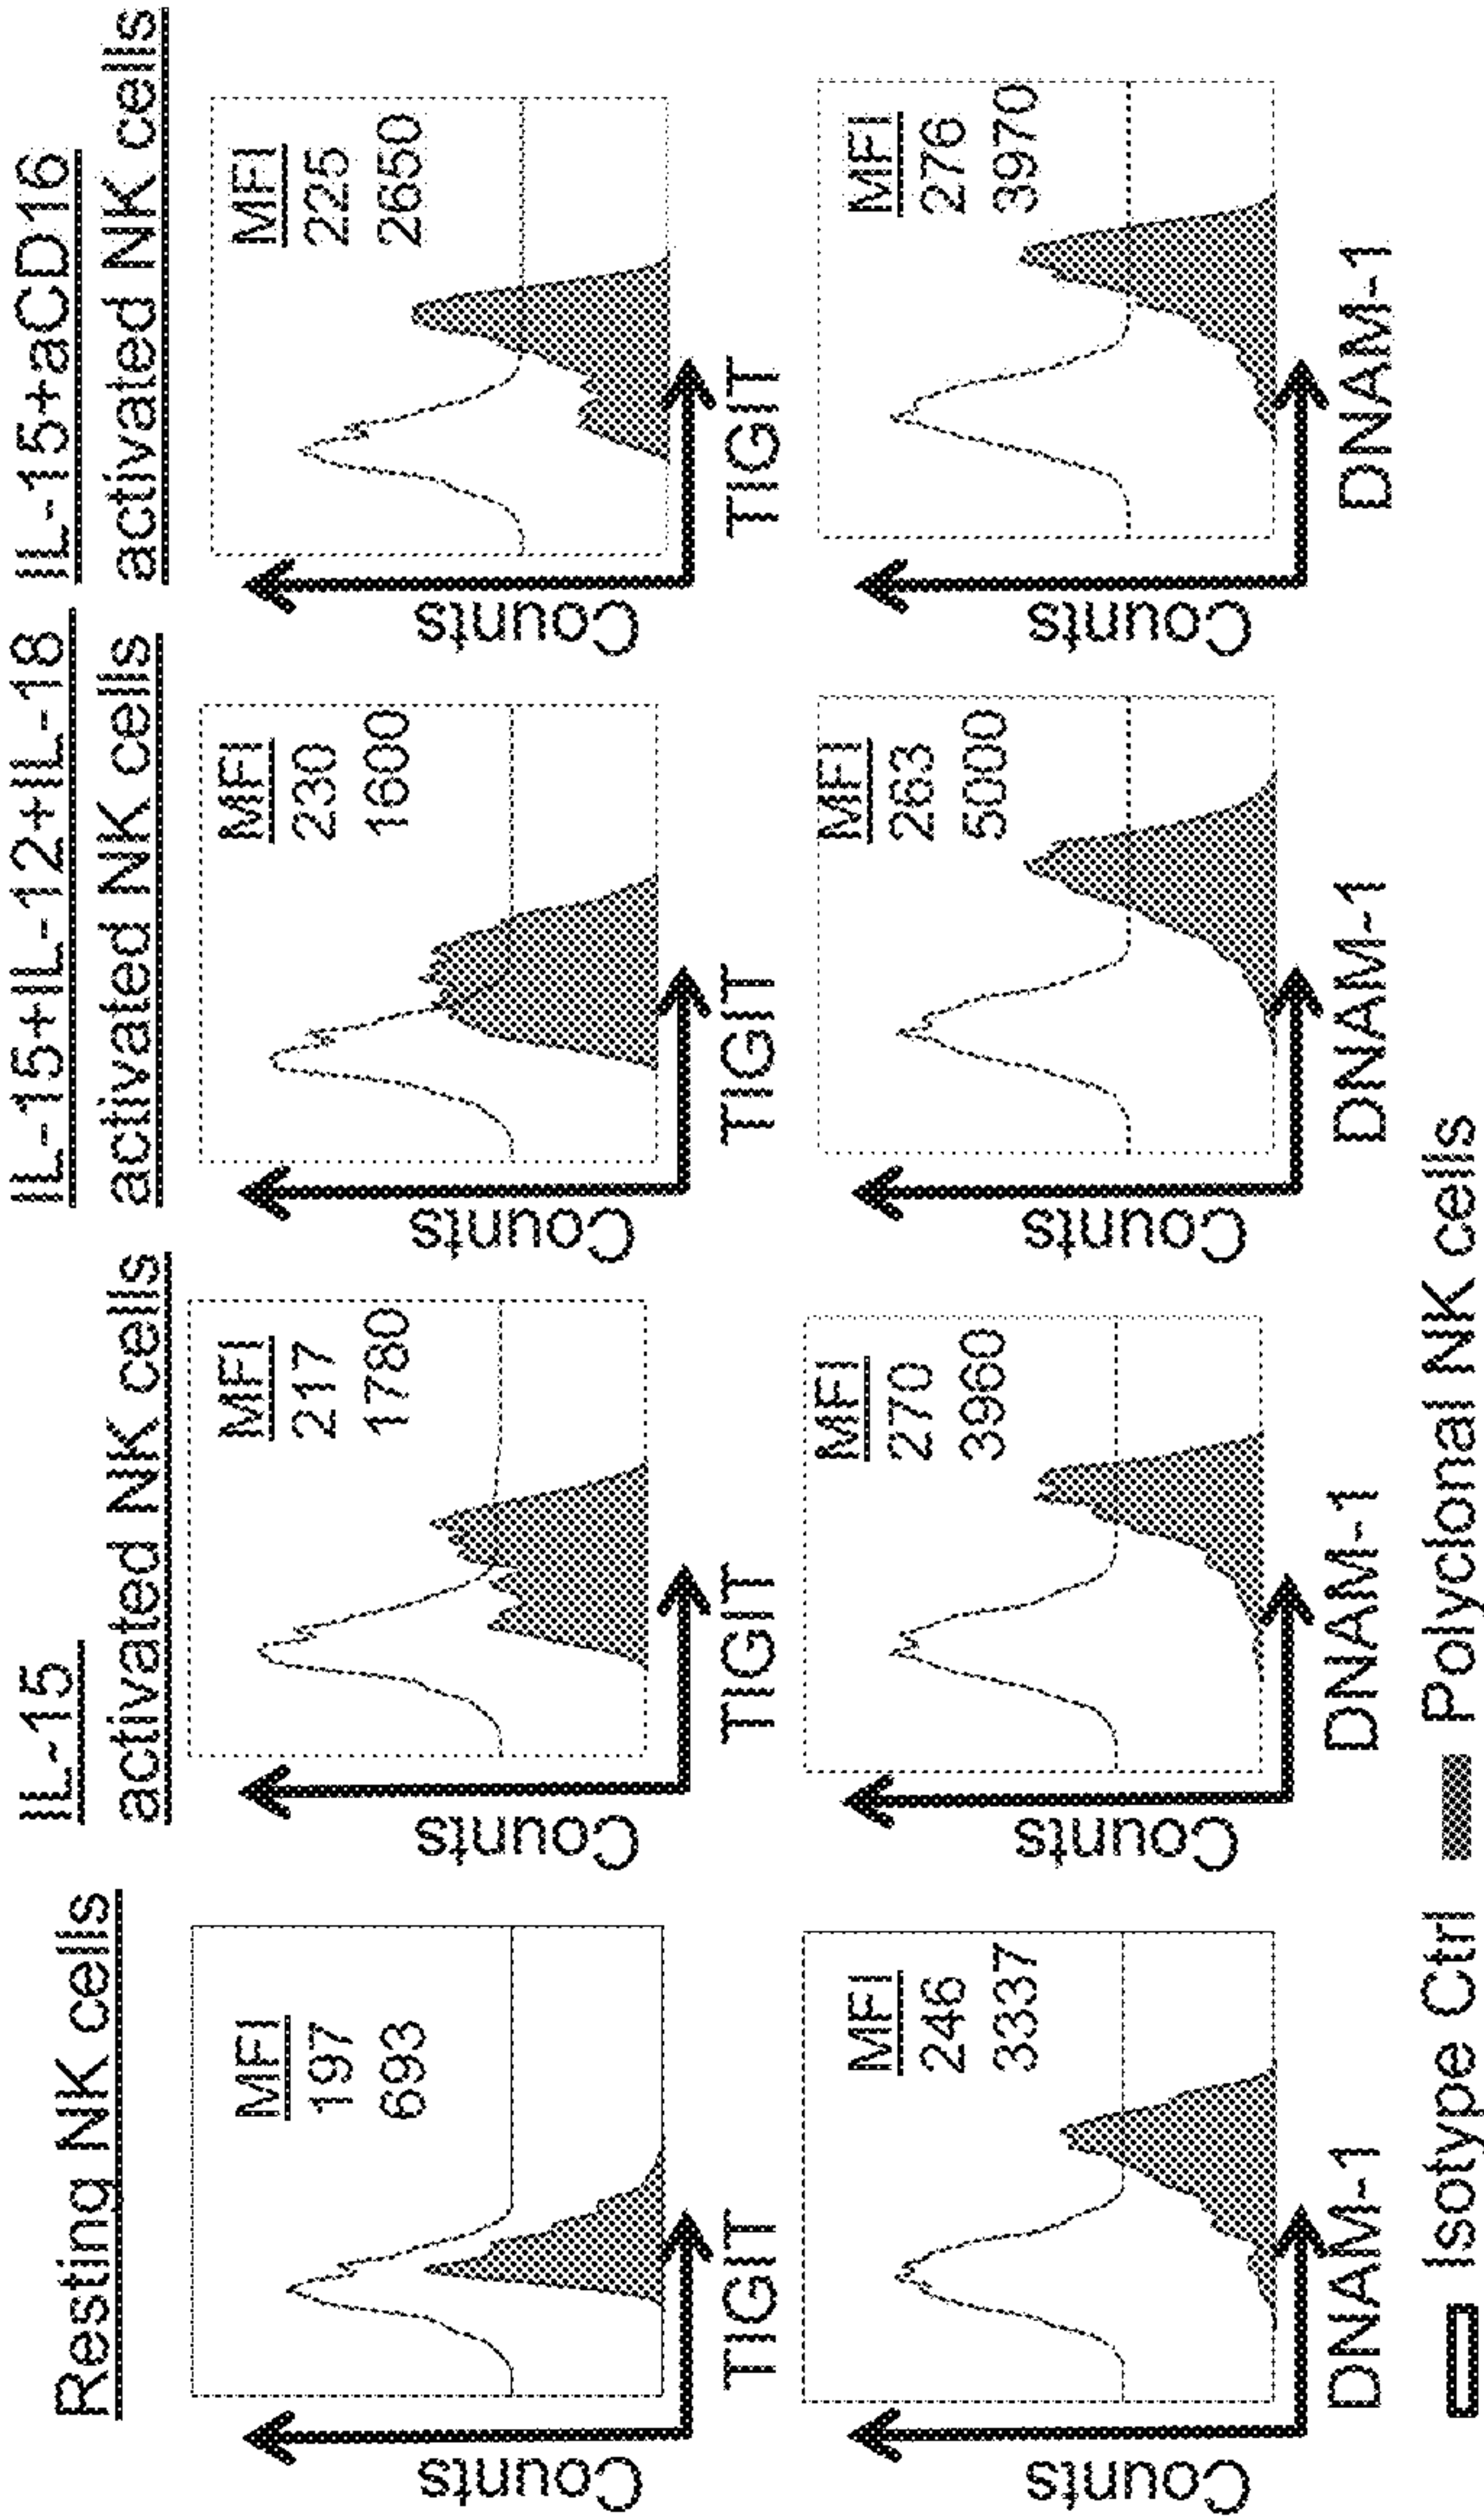 Resting NK cells
IL-15
activated NK cells
IL-15+IL-12+IL-18
activated NK cells
IL-15+aCD16
activated NK cells
Counts
MFI
197
693
TIGIT
Counts
MFI
217
1780
TIGIT
Counts
MFI
230
1600
TIGIT
Counts
MFI
225
2650
TIGIT
Counts
MFI
246
3337
DNAM-1
Counts
MFI
270
3960
DNAM-1
Counts
MFI
263
5000
DNAM-1
Counts
MFI
276
3970
DNAM-1
Isotype Ctrl
Polyclonal NK cells